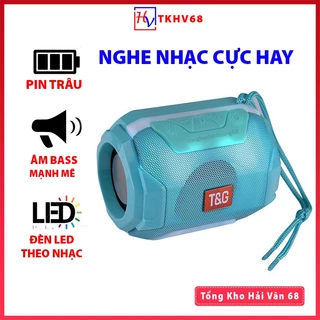 HV TKHV68
NGHE NHẠC CỰC HAY
PIN TRÂU
ÂM BASS
MẠNH MẼ
LED
ĐÈN LED
THEO NHẠC
T&G
Tổng Kho Hải Vân 68